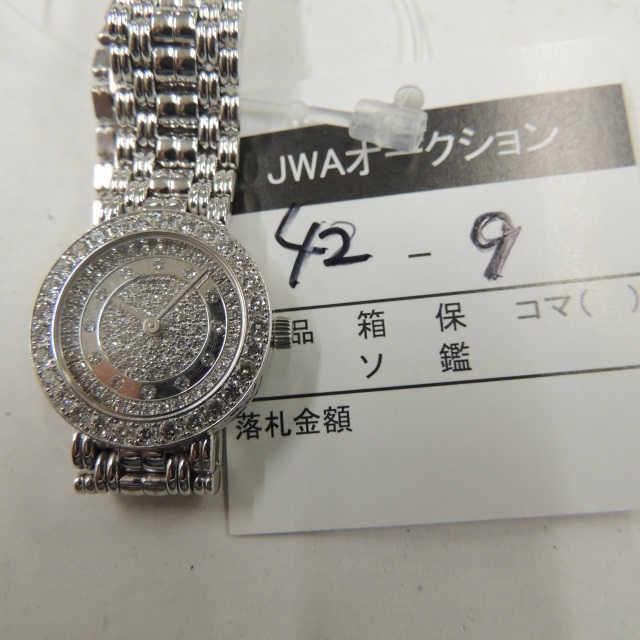 JWAオークション
42 - 9
品 箱 保 コマ( )
ソ 鑑
落札金額